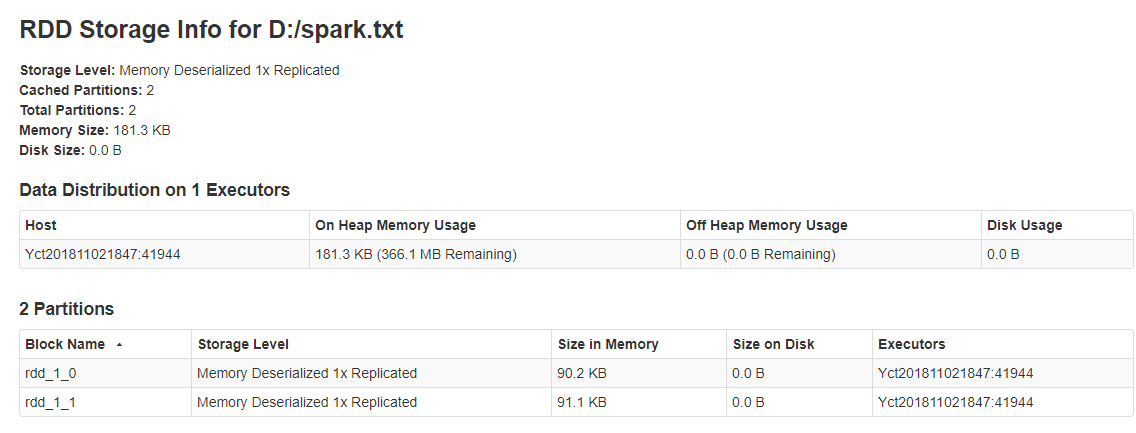 RDD Storage Info for D:/spark.txt
Storage Level: Memory Deserialized 1x Replicated
Cached Partitions: 2
Total Partitions: 2
Memory Size: 181.3 KB
Disk Size: 0.0 B
Data Distribution on 1 Executors
Host On Heap Memory Usage Off Heap Memory Usage Disk Usage
Yct201811021847:41944 181.3 KB (366.1 MB Remaining) 0.0 B (0.0 B Remaining) 0.0 B
2 Partitions
Block Name Storage Level Size in Memory Size on Disk Executors
rdd_1_0 Memory Deserialized 1x Replicated 90.2 KB 0.0 B Yct201811021847:41944
rdd_1_1 Memory Deserialized 1x Replicated 91.1 KB 0.0 B Yct201811021847:41944